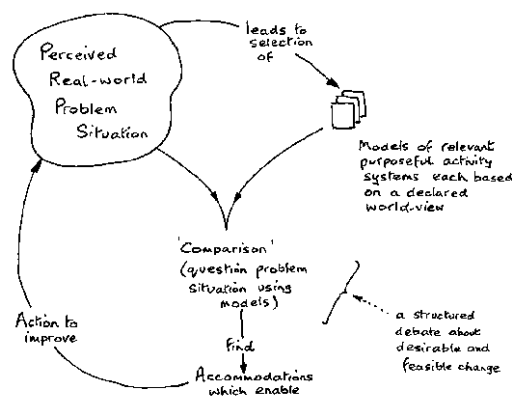 Perceived
Real-world
Problem
Situation
leads to
selection
of
Models of relevant
purposeful activity
systems each based
on a declared
world-view
'Comparison'
(question problem
situation using
models)
find
Accommodations
which enable
Action to
improve
a structured
debate about
desirable and
feasible change